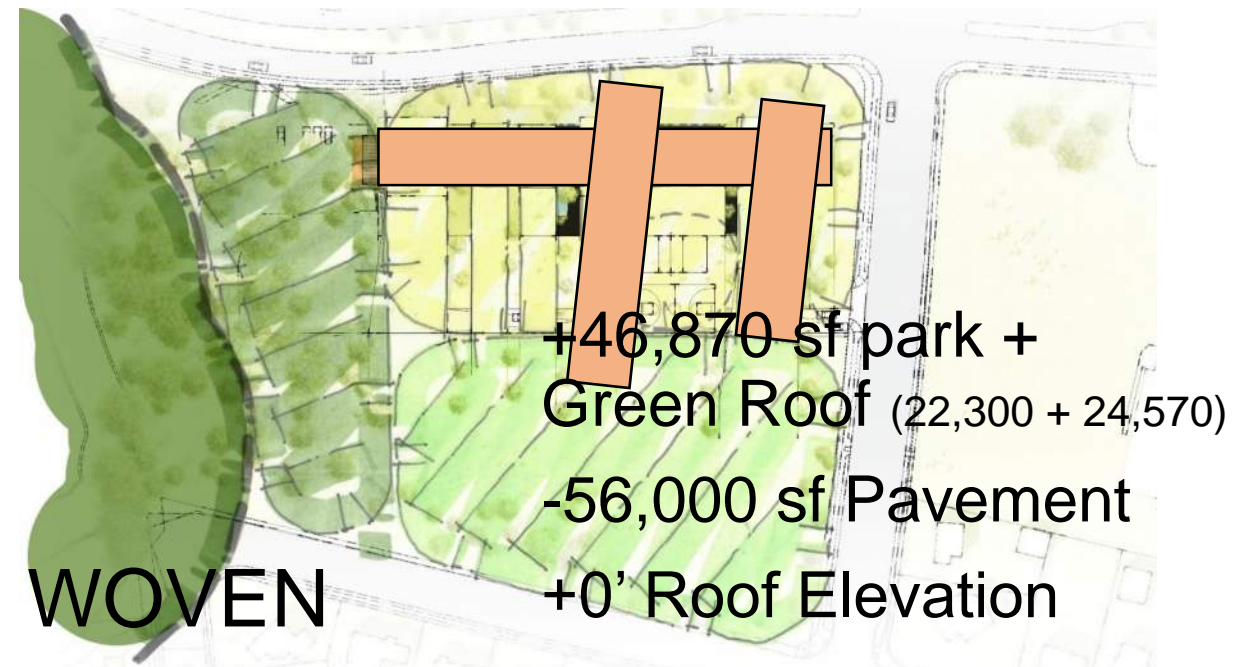 +46,870 sf park +
Green Roof (22,300 + 24,570)
-56,000 sf Pavement
WOVEN
+0’ Roof Elevation